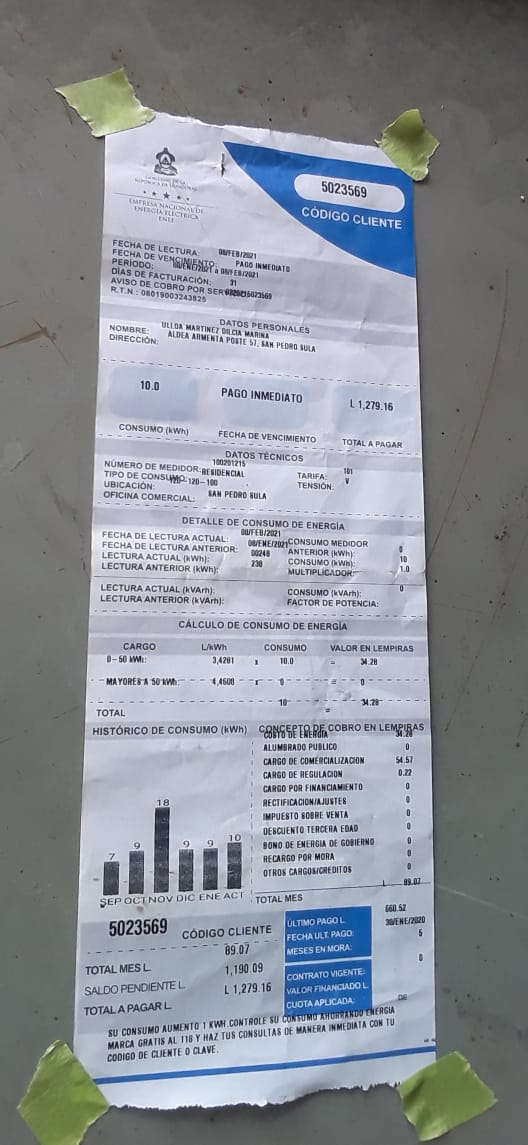 GOBIERNO DE LA
REPÚBLICA DE HONDURAS
EMPRESA NACIONAL DE
ENERGÍA ELÉCTRICA
ENEE
5023569
CÓDIGO CLIENTE
FECHA DE LECTURA: 08/FEB/2021
FECHA DE VENCIMIENTO: PAGO INMEDIATO
PERÍODO: 08/ENE/2021 a 08/FEB/2021
DÍAS DE FACTURACIÓN: 31
AVISO DE COBRO POR
R.T.N.: 08019003243825
DATOS PERSONALES
NOMBRE: ULLOA MARTINEZ DILCIA MARINA
DIRECCIÓN: ALDEA ARMENTA POSTE 57, SAN PEDRO SULA
10.0 PAGO INMEDIATO L 1,279.16
CONSUMO (kWh) FECHA DE VENCIMIENTO TOTAL A PAGAR
DATOS TÉCNICOS
NÚMERO DE MEDIDOR: 100201215 TARIFA: 101
TIPO DE CONSUMO: RESIDENCIAL TENSIÓN: V
UBICACIÓN: -120-100
OFICINA COMERCIAL: SAN PEDRO SULA
DETALLE DE CONSUMO DE ENERGÍA
FECHA DE LECTURA ACTUAL: 08/FEB/2021 CONSUMO MEDIDOR
FECHA DE LECTURA ANTERIOR: 08/ENE/2021 ANTERIOR (kWh): 0
LECTURA ACTUAL (kWh): 00248 CONSUMO (kWh): 10
LECTURA ANTERIOR (kWh): 238 MULTIPLICADOR: 1.0
LECTURA ACTUAL (kVArh): CONSUMO (kVArh): 0
LECTURA ANTERIOR (kVArh): FACTOR DE POTENCIA:
CÁLCULO DE CONSUMO DE ENERGÍA
CARGO L/kWh CONSUMO VALOR EN LEMPIRAS
0-50 kWh: 3,4281 x 10.0 = 34.28
MAYORES A 50 kWh: 4,4608 x 0 = 0
10 34.28
TOTAL =
HISTÓRICO DE CONSUMO (kWh)
7 9 18 9 9 10
SEP OCT NOV DIC ENE ACT
CONCEPTO DE COBRO EN LEMPIRAS
COSTO DE ENERGIA 34.28
ALUMBRADO PUBLICO 0
CARGO DE COMERCIALIZACION 54.57
CARGO DE REGULACION 0.22
CARGO POR FINANCIAMIENTO 0
RECTIFICACION/AJUSTES 0
IMPUESTO SOBRE VENTA 0
DESCUENTO TERCERA EDAD 0
BONO DE ENERGIA DE GOBIERNO 0
RECARGO POR MORA 0
OTROS CARGOS/CREDITOS 0
TOTAL MES L 89.07
5023569 CÓDIGO CLIENTE
TOTAL MES L. 89.07
SALDO PENDIENTE L 1,190.09
TOTAL A PAGAR L. L 1,279.16
ÚLTIMO PAGO L. 560.52
FECHA ULT. PAGO: 30/ENE/2020
MESES EN MORA: 5
CONTRATO VIGENTE: 0
VALOR FINANCIADO L
CUOTA APLICADA: DE
SU CONSUMO AUMENTO 1 KWH.CONTROLE SU CONSUMO AHORRANDO ENERGIA
MARCA GRATIS AL 118 Y HAZ TUS CONSULTAS DE MANERA INMEDIATA CON TU
CODIGO DE CLIENTE O CLAVE.